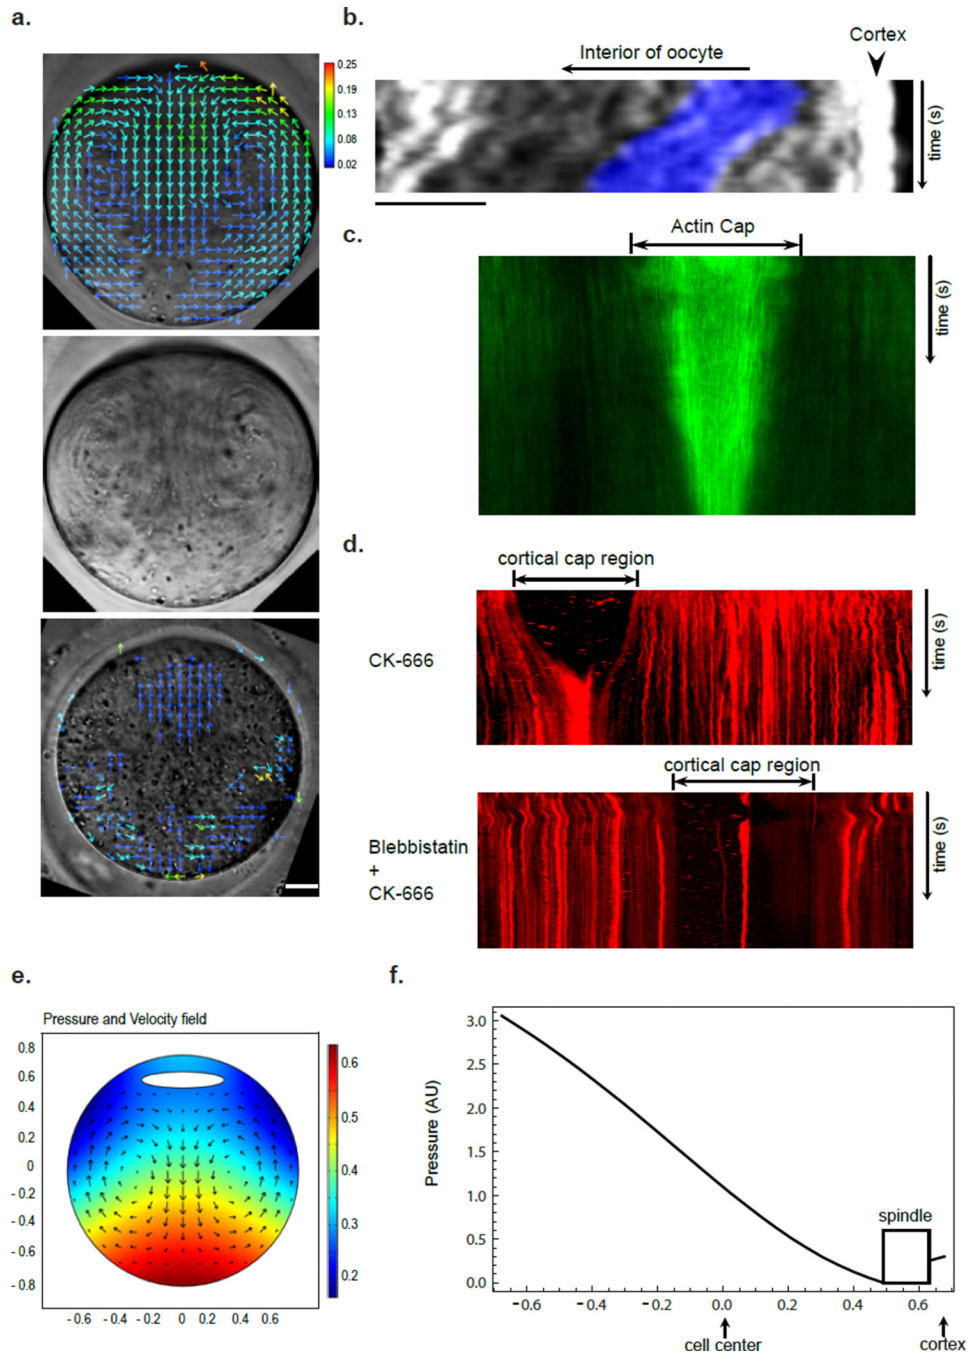 a.
0.25
0.19
0.13
0.08
0.02
b.
Interior of oocyte
Cortex
time (s)
c.
Actin Cap
time (s)
d.
cortical cap region
CK-666
time (s)
cortical cap region
Blebbistatin
+
CK-666
time (s)
e.
Pressure and Velocity field
0.8
0.6
0.4
0.2
0
- 0.2
- 0.4
- 0.6
- 0.8
- 0.6
- 0.4
- 0.2
0
0.2
0.4
0.6
0.6
0.5
0.4
0.3
0.2
f.
Pressure (AU)
3.0
2.0
1.0
0.6
0.0
spindle
-0.6
-0.4
-0.2
0.0
0.2
0.4
0.6
cell center
cortex